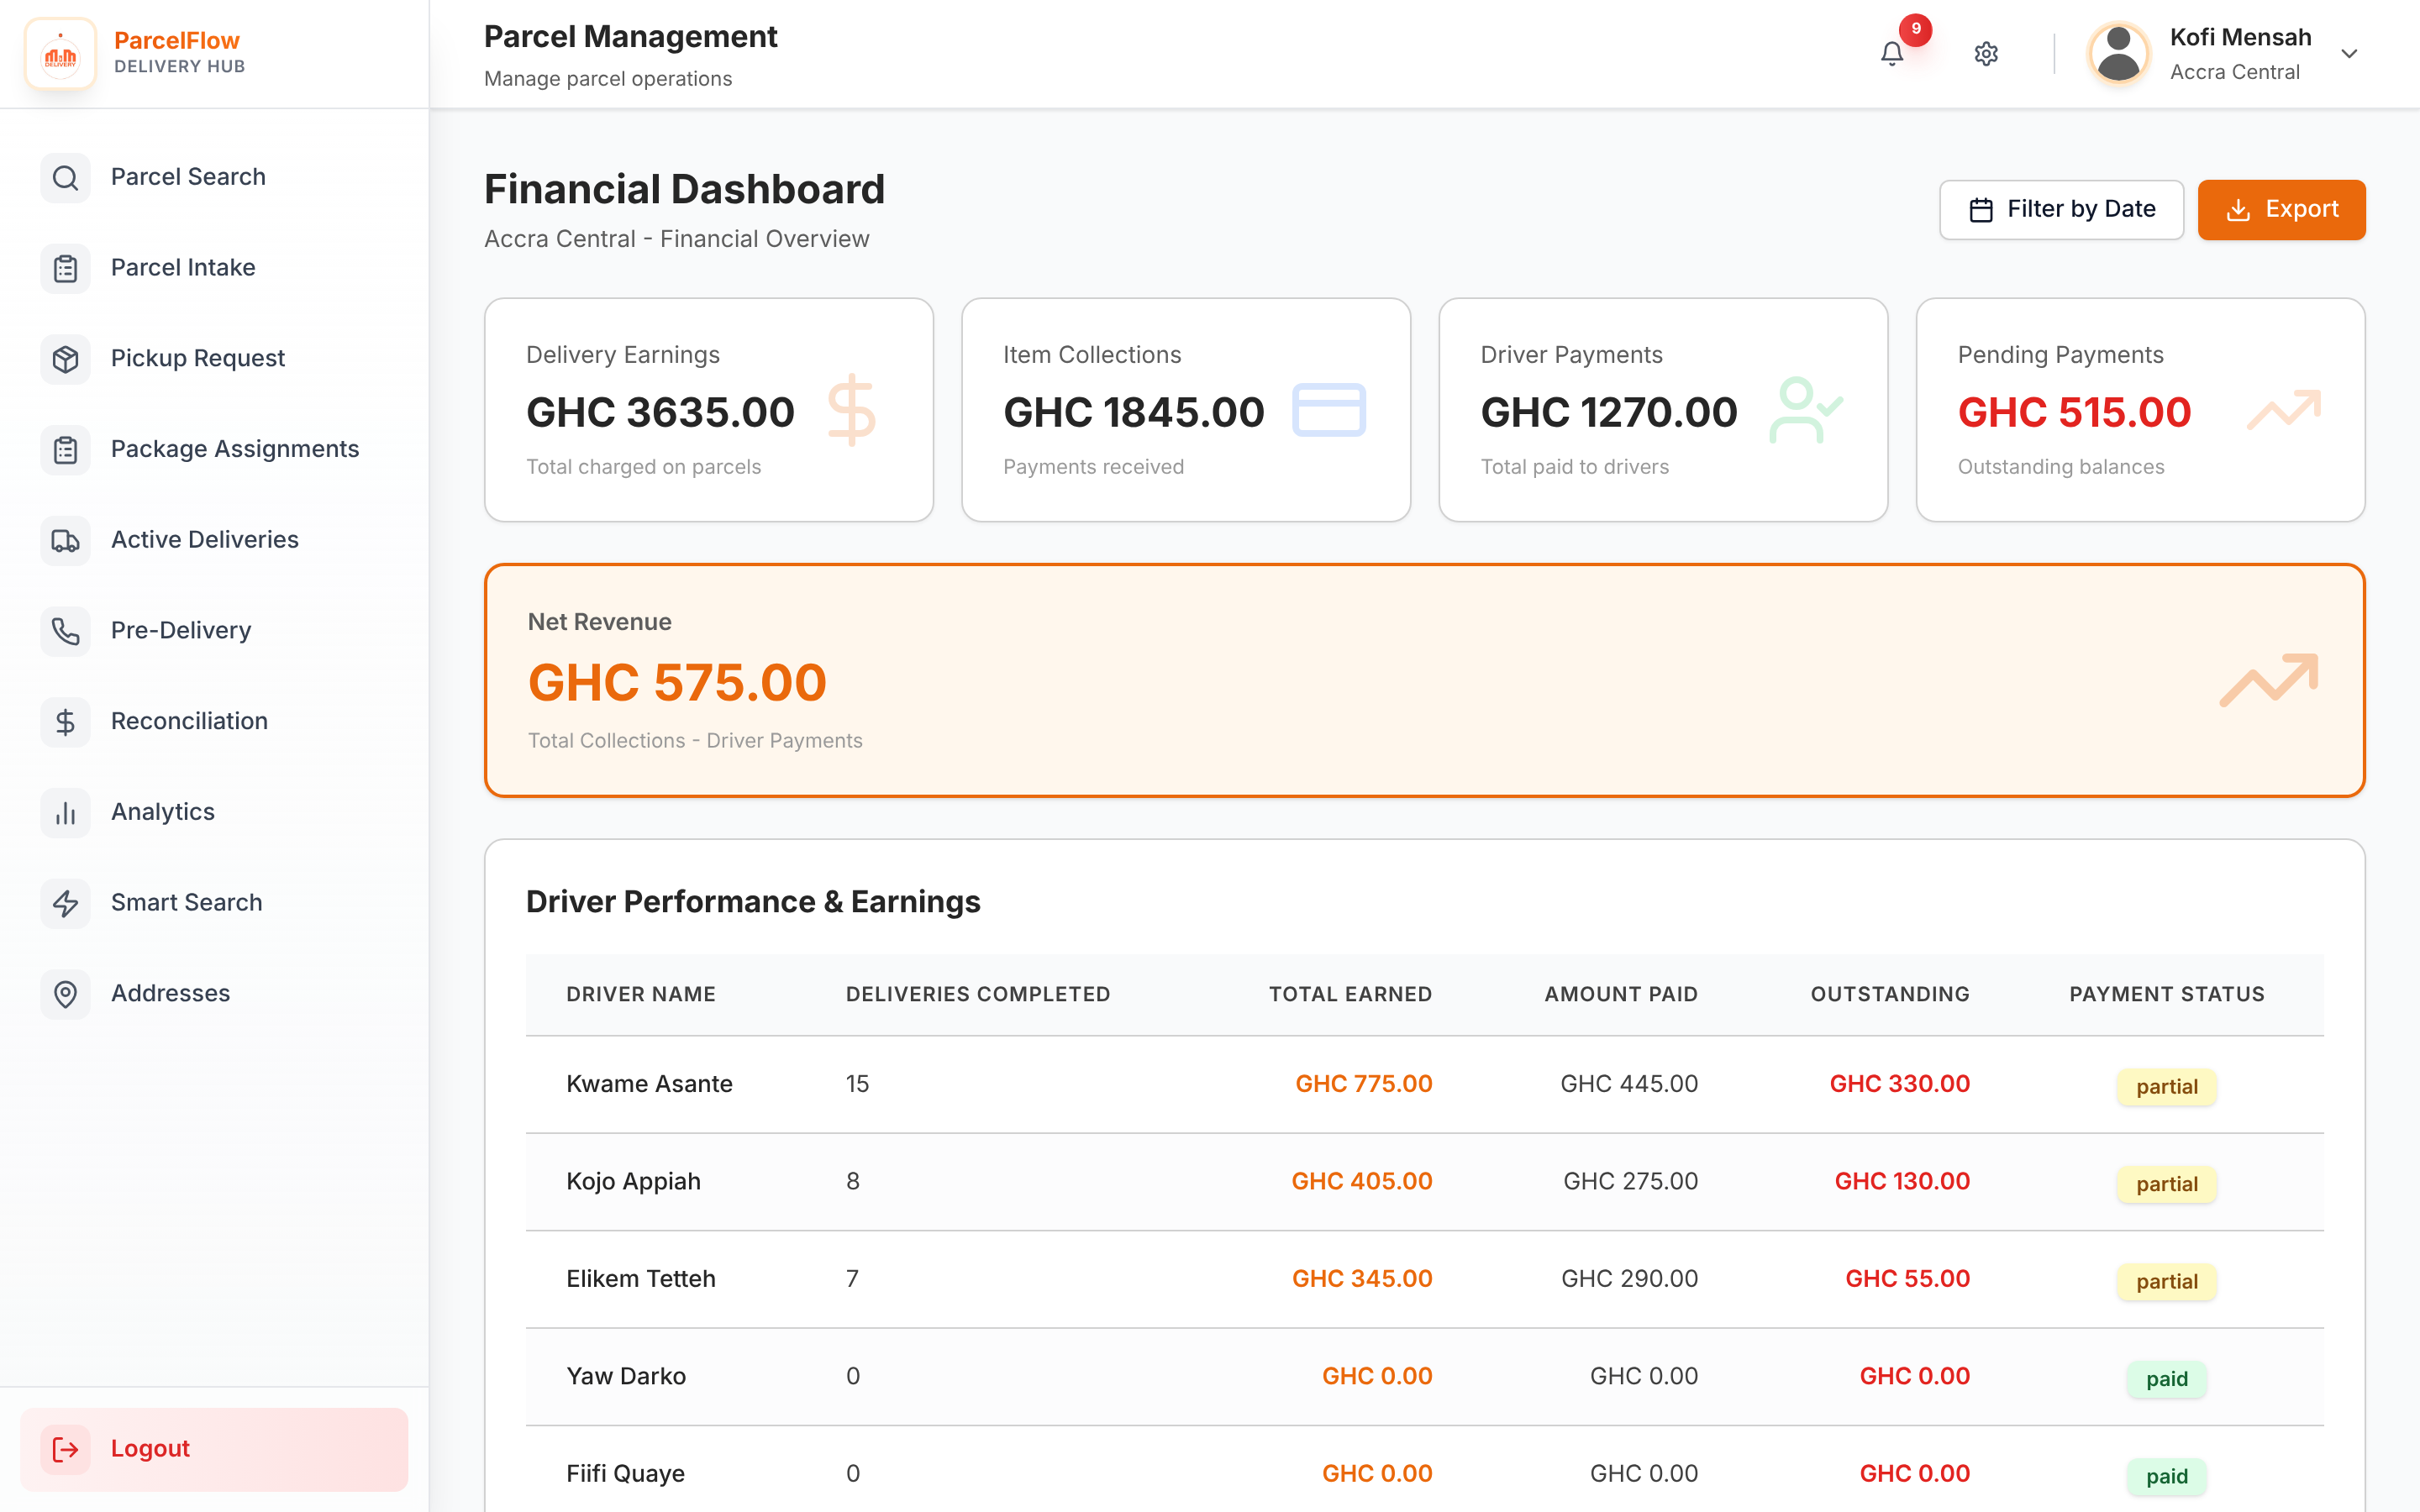 ParcelFlow
DELIVERY HUB
DELIVERY
Parcel Search
Parcel Intake
Pickup Request
Package Assignments
Active Deliveries
Pre-Delivery
Reconciliation
Analytics
Smart Search
Addresses
Logout
Parcel Management
Manage parcel operations
9
Kofi Mensah
Accra Central
Financial Dashboard
Accra Central - Financial Overview
Filter by Date
Export
Delivery Earnings
GHC 3635.00
Total charged on parcels
Item Collections
GHC 1845.00
Payments received
Driver Payments
GHC 1270.00
Total paid to drivers
Pending Payments
GHC 515.00
Outstanding balances
Net Revenue
GHC 575.00
Total Collections - Driver Payments
Driver Performance & Earnings
DRIVER NAME DELIVERIES COMPLETED TOTAL EARNED AMOUNT PAID OUTSTANDING PAYMENT STATUS
Kwame Asante 15 GHC 775.00 GHC 445.00 GHC 330.00 partial
Kojo Appiah 8 GHC 405.00 GHC 275.00 GHC 130.00 partial
Elikem Tetteh 7 GHC 345.00 GHC 290.00 GHC 55.00 partial
Yaw Darko 0 GHC 0.00 GHC 0.00 GHC 0.00 paid
Fiifi Quaye 0 GHC 0.00 GHC 0.00 GHC 0.00 paid